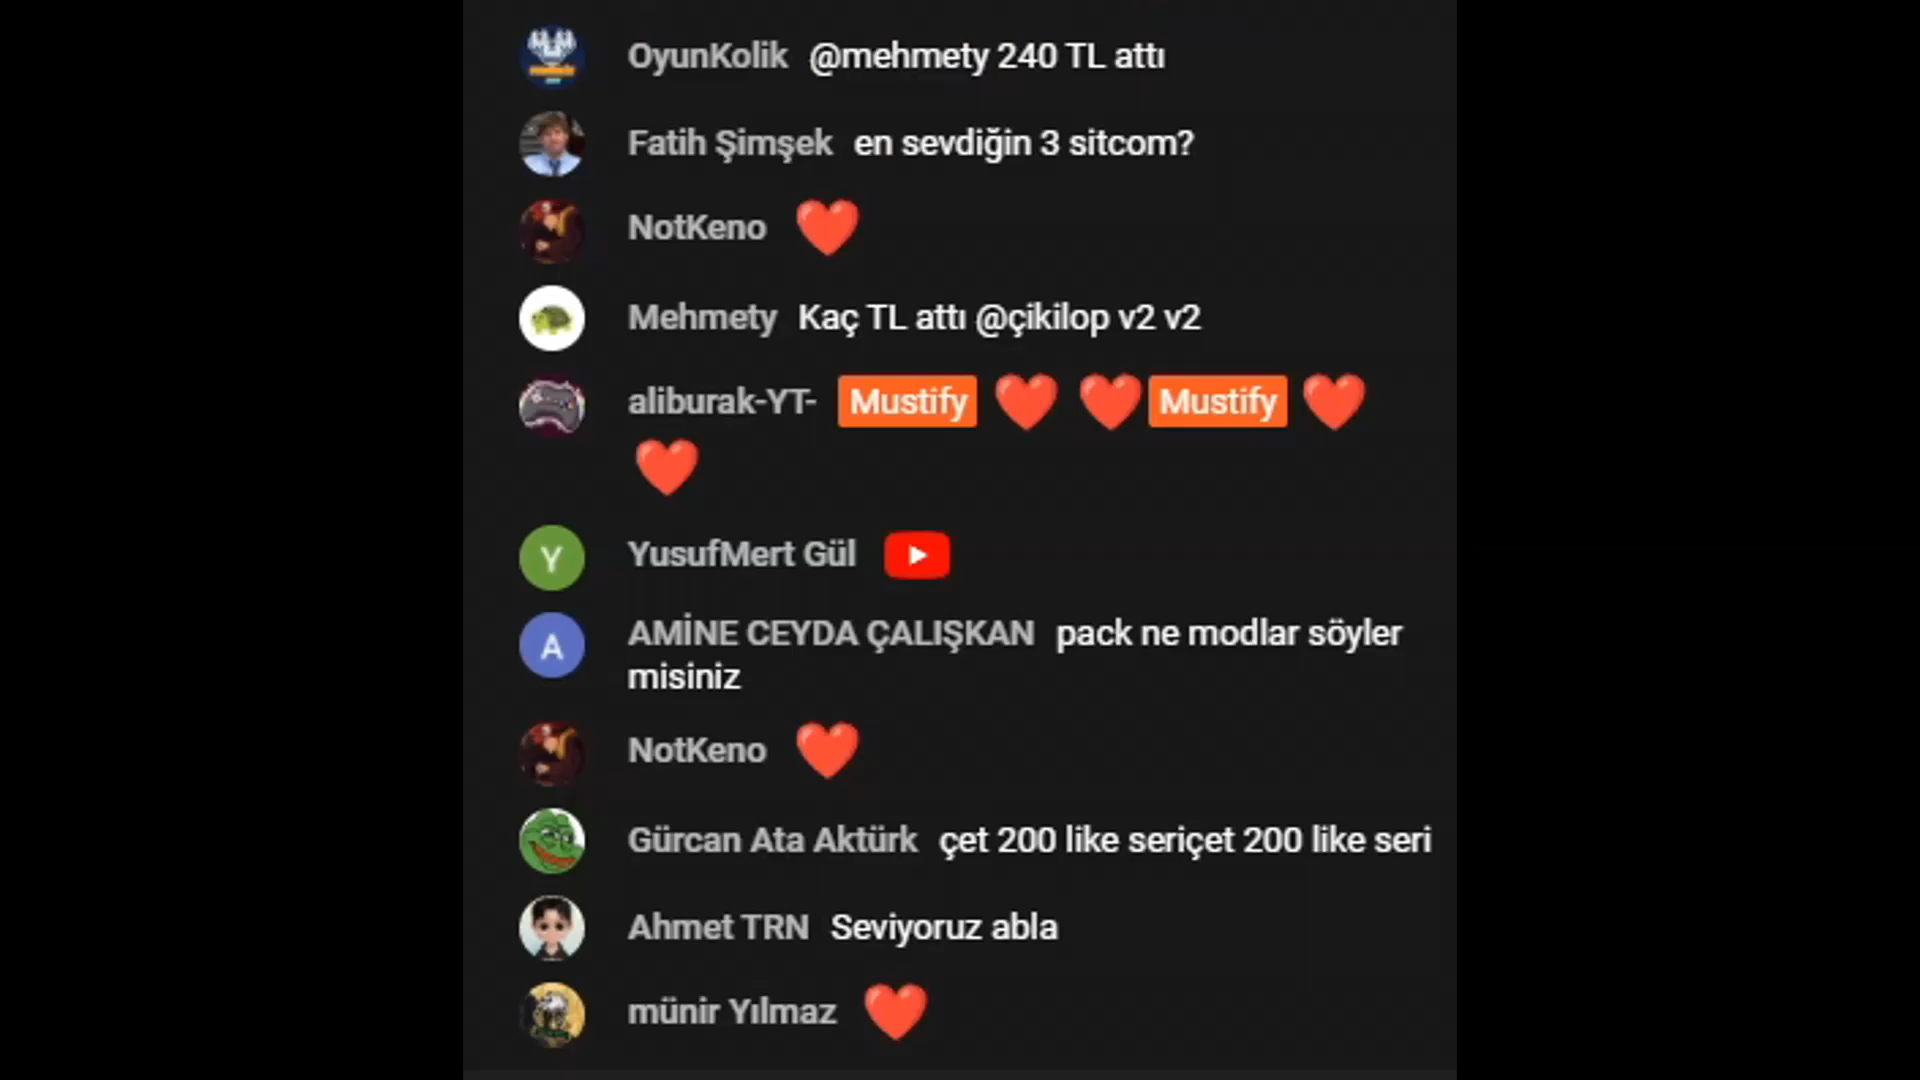 OyunKolik @mehmety 240 TL attı
Fatih Şimşek en sevdiğin 3 sitcom?
NotKeno ❤️
Mehmety Kaç TL attı @çikilop v2 v2
aliburak-YT- Mustify ❤️ ❤️ Mustify ❤️
❤️
Y YusufMert Gül
A AMİNE CEYDA ÇALIŞKAN pack ne modlar söyler
misiniz
NotKeno ❤️
Gürcan Ata Aktürk çet 200 like seriçet 200 like seri
Ahmet TRN Seviyoruz abla
münir Yılmaz ❤️